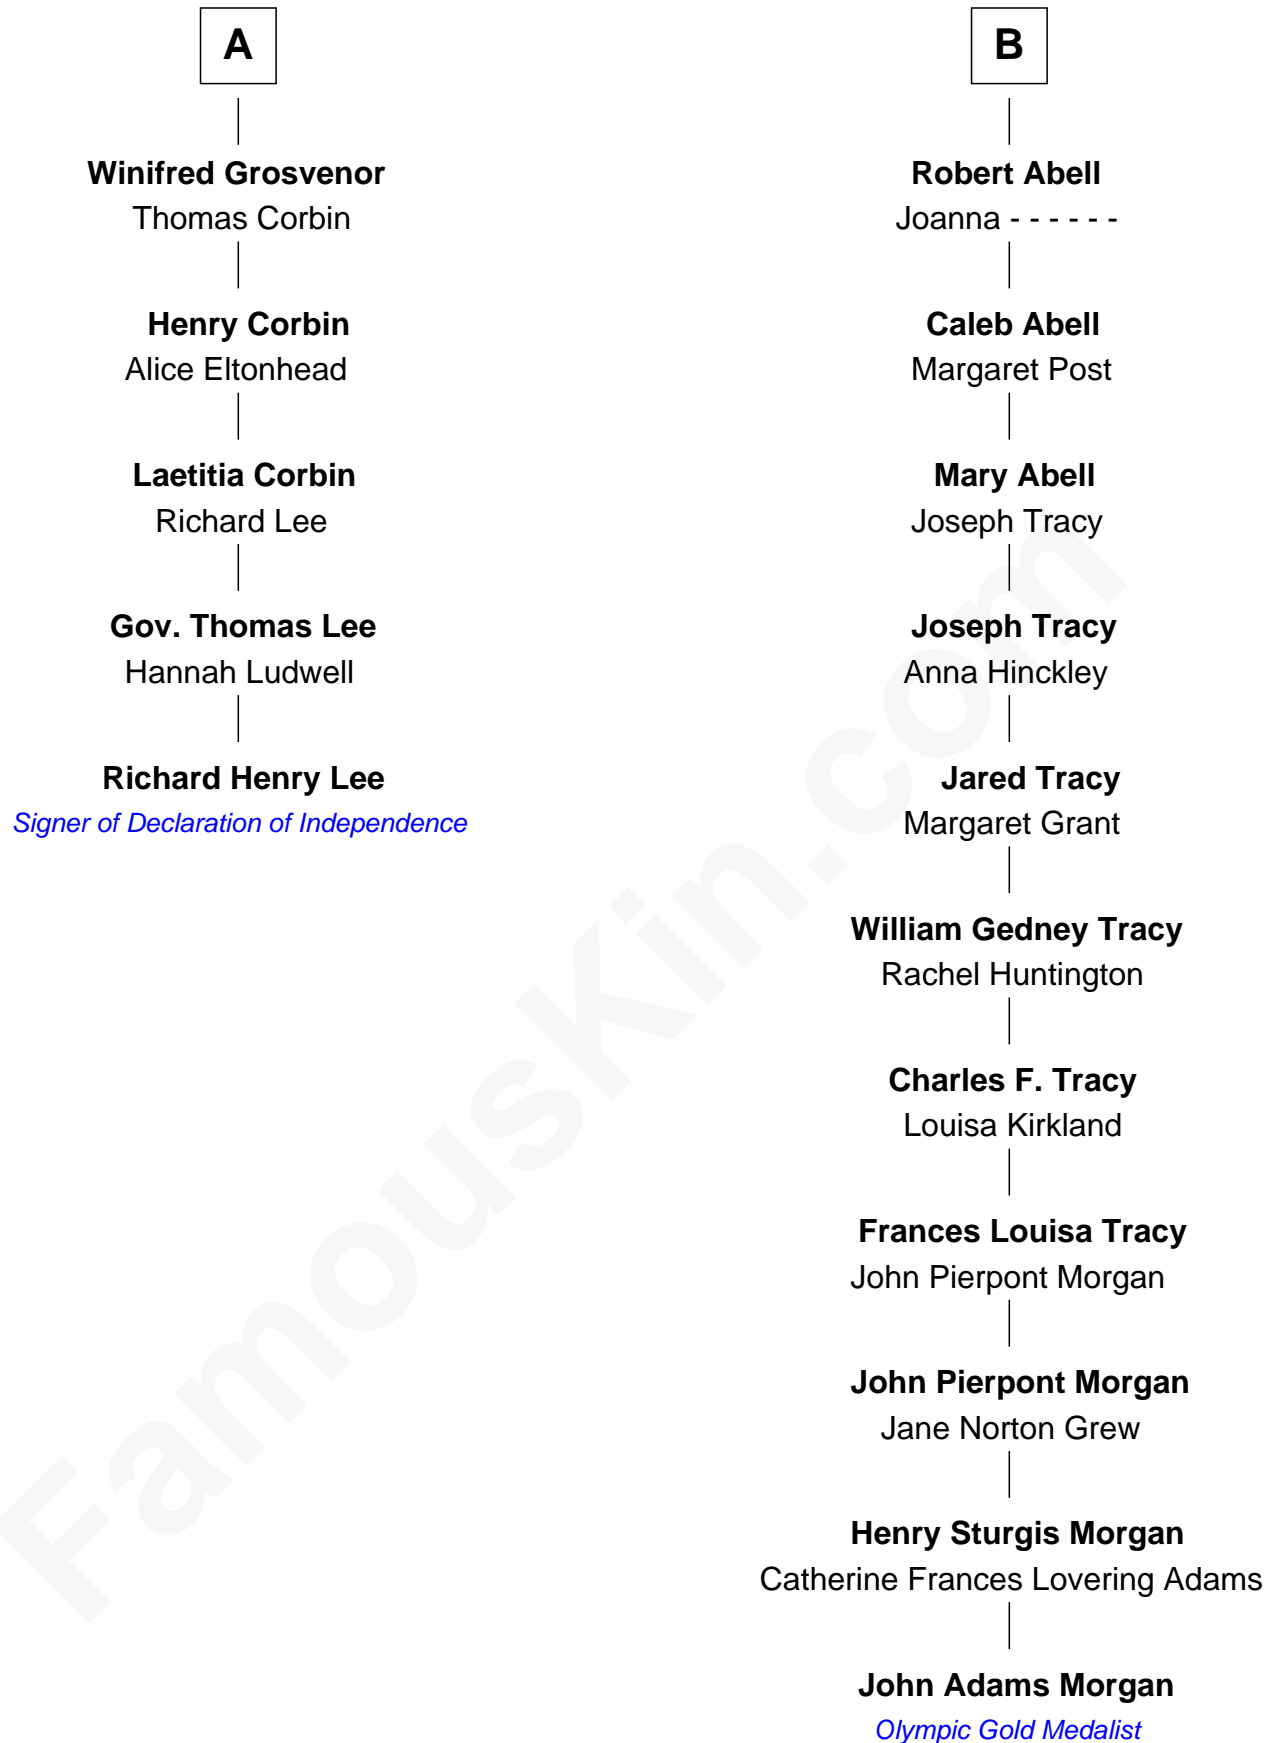 A
Winifred Grosvenor
Thomas Corbin
Henry Corbin
Alice Eltonhead
Laetitia Corbin
Richard Lee
Gov. Thomas Lee
Hannah Ludwell
Richard Henry Lee
Signer of Declaration of Independence
B
Robert Abell
Joanna - - - - - -
Caleb Abell
Margaret Post
Mary Abell
Joseph Tracy
Joseph Tracy
Anna Hinckley
Jared Tracy
Margaret Grant
William Gedney Tracy
Rachel Huntington
Charles F. Tracy
Louisa Kirkland
Frances Louisa Tracy
John Pierpont Morgan
John Pierpont Morgan
Jane Norton Grew
Henry Sturgis Morgan
Catherine Frances Lovering Adams
John Adams Morgan
Olympic Gold Medalist
FamousKin.com